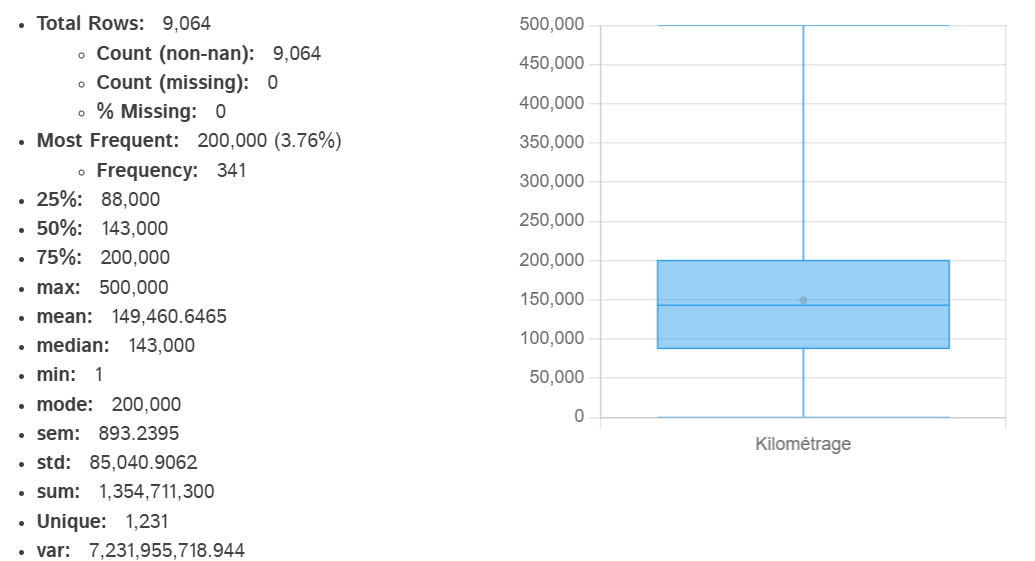 Total Rows: 9,064
Count (non-nan): 9,064
Count (missing): 0
% Missing: 0
Most Frequent: 200,000 (3.76%)
Frequency: 341
25%: 88,000
50%: 143,000
75%: 200,000
max: 500,000
mean: 149,460.6465
median: 143,000
min: 1
mode: 200,000
sem: 893.2395
std: 85,040.9062
sum: 1,354,711,300
Unique: 1,231
var: 7,231,955,718.944
500,000
450,000
400,000
350,000
300,000
250,000
200,000
150,000
100,000
50,000
0
Kilométrage